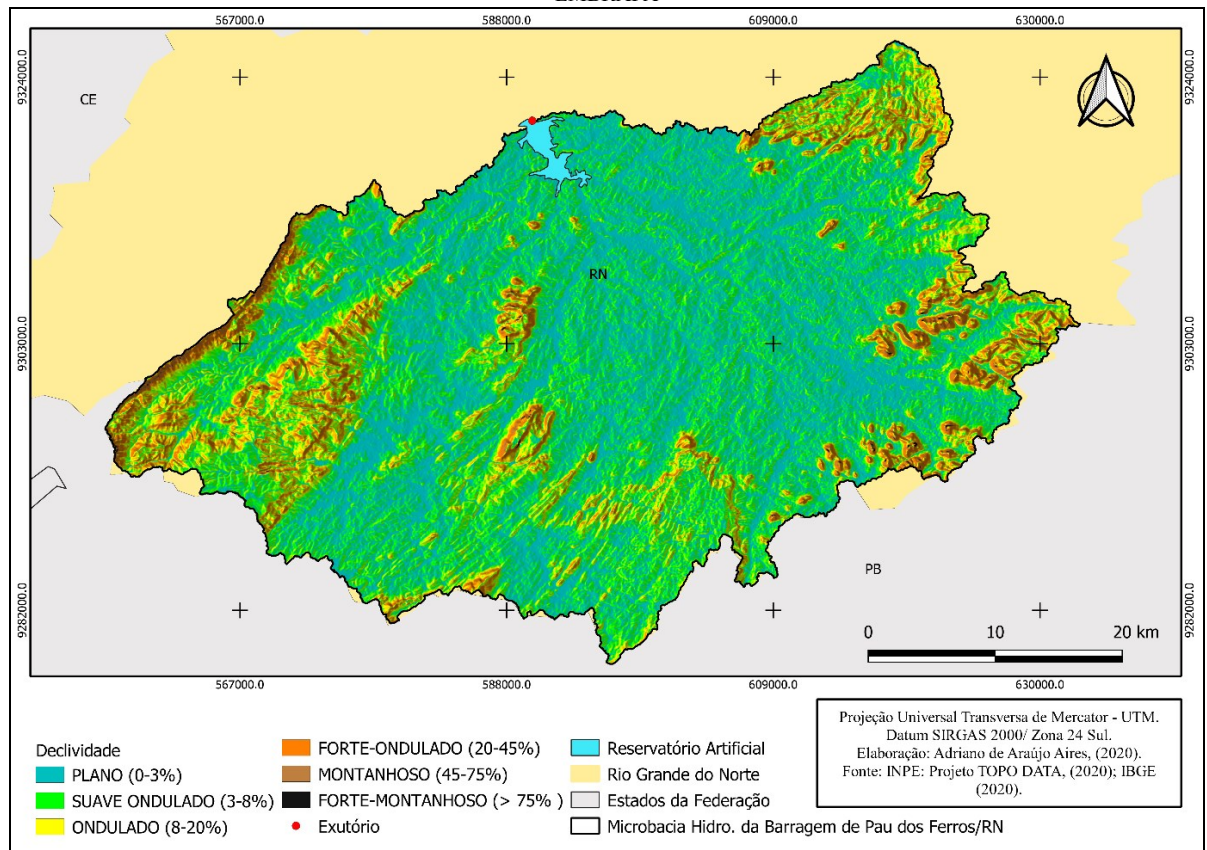 EMBRAPA
567000.0 588000.0 609000.0 630000.0
9324000.0 9324000.0
CE
RN
9303000.0 9303000.0
PB
9282000.0 9282000.0
0 10 20 km
567000.0 588000.0 609000.0 630000.0
Declividade
PLANO (0-3%)
SUAVE ONDULADO (3-8%)
ONDULADO (8-20%)
FORTE-ONDULADO (20-45%)
MONTANHOSO (45-75%)
FORTE-MONTANHOSO (> 75% )
Exutório
Reservatório Artificial
Rio Grande do Norte
Estados da Federação
Microbacia Hidro. da Barragem de Pau dos Ferros/RN
Projeção Universal Transversa de Mercator - UTM.
Datum SIRGAS 2000/ Zona 24 Sul.
Elaboração: Adriano de Araújo Aires, (2020).
Fonte: INPE: Projeto TOPO DATA, (2020); IBGE
(2020).